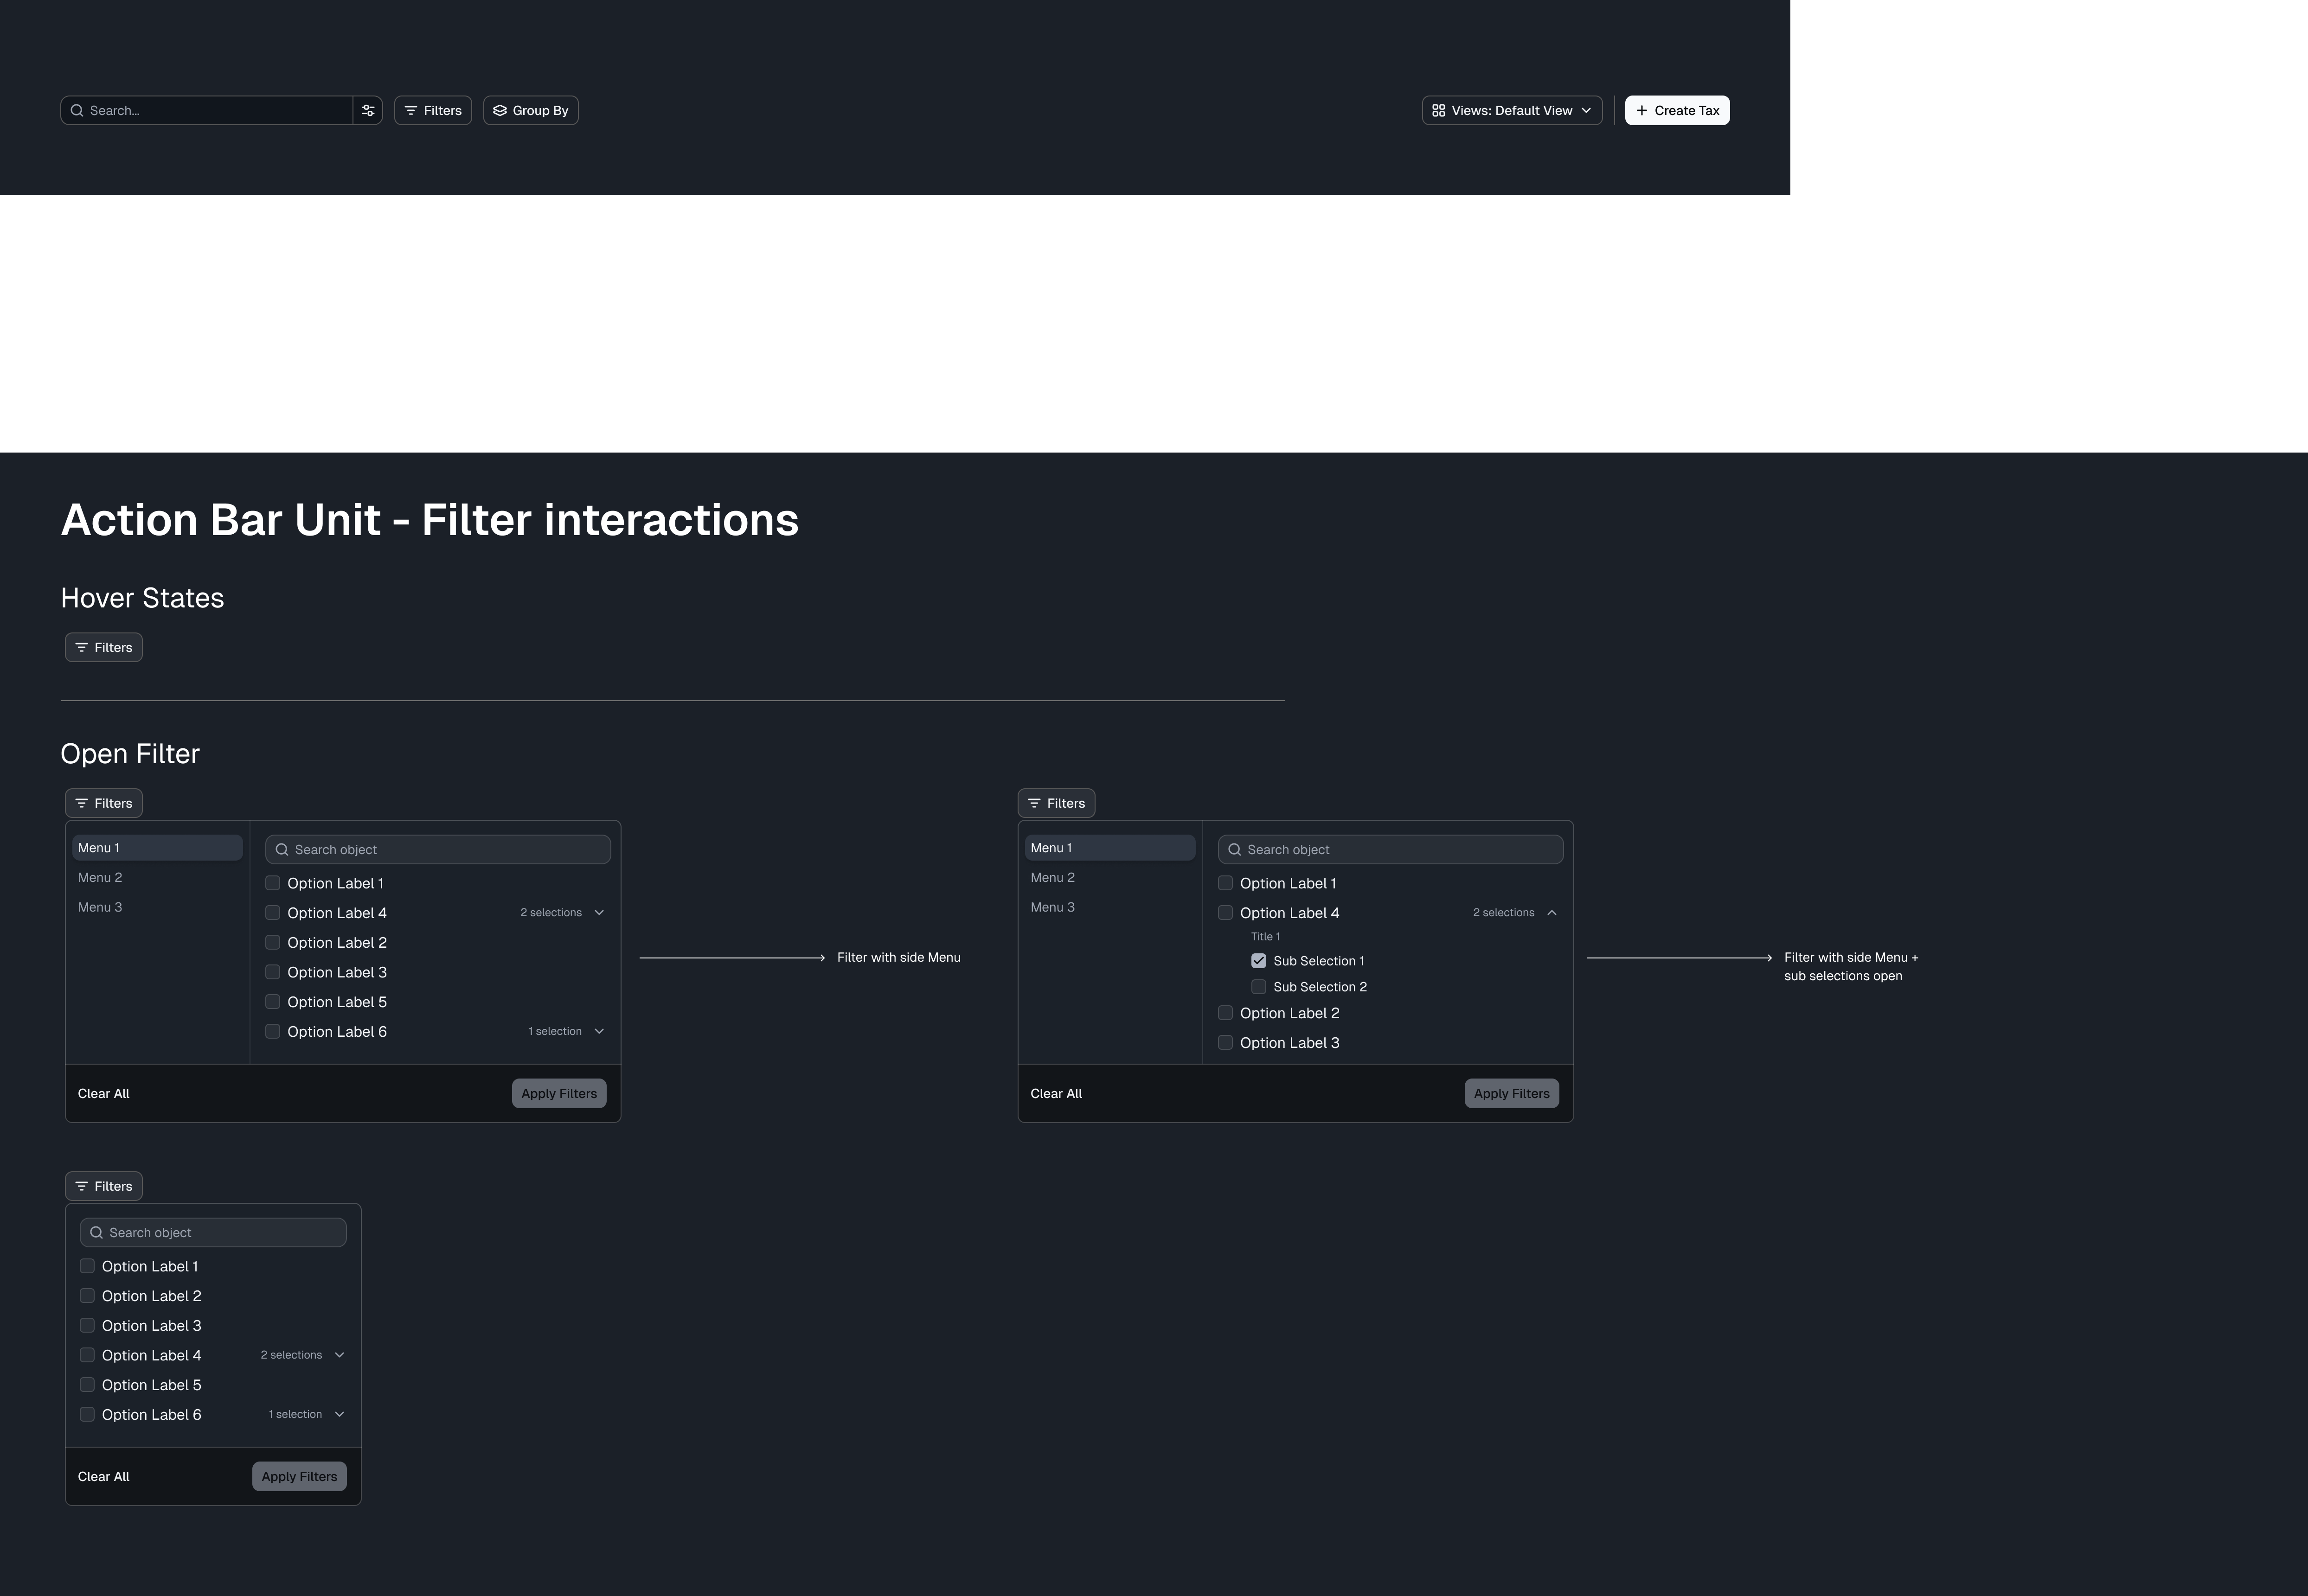 Search...
Filters
Group By
Views: Default View
Create Tax
Action Bar Unit - Filter interactions
Hover States
Filters
Open Filter
Filters
Menu 1
Menu 2
Menu 3
Search object
Option Label 1
Option Label 4
2 selections
Option Label 2
Option Label 3
Option Label 5
Option Label 6
1 selection
Clear All
Apply Filters
Filter with side Menu
Filters
Menu 1
Menu 2
Menu 3
Search object
Option Label 1
Option Label 4
2 selections
Title 1
Sub Selection 1
Sub Selection 2
Option Label 2
Option Label 3
Clear All
Apply Filters
Filter with side Menu +
sub selections open
Filters
Search object
Option Label 1
Option Label 2
Option Label 3
Option Label 4
2 selections
Option Label 5
Option Label 6
1 selection
Clear All
Apply Filters